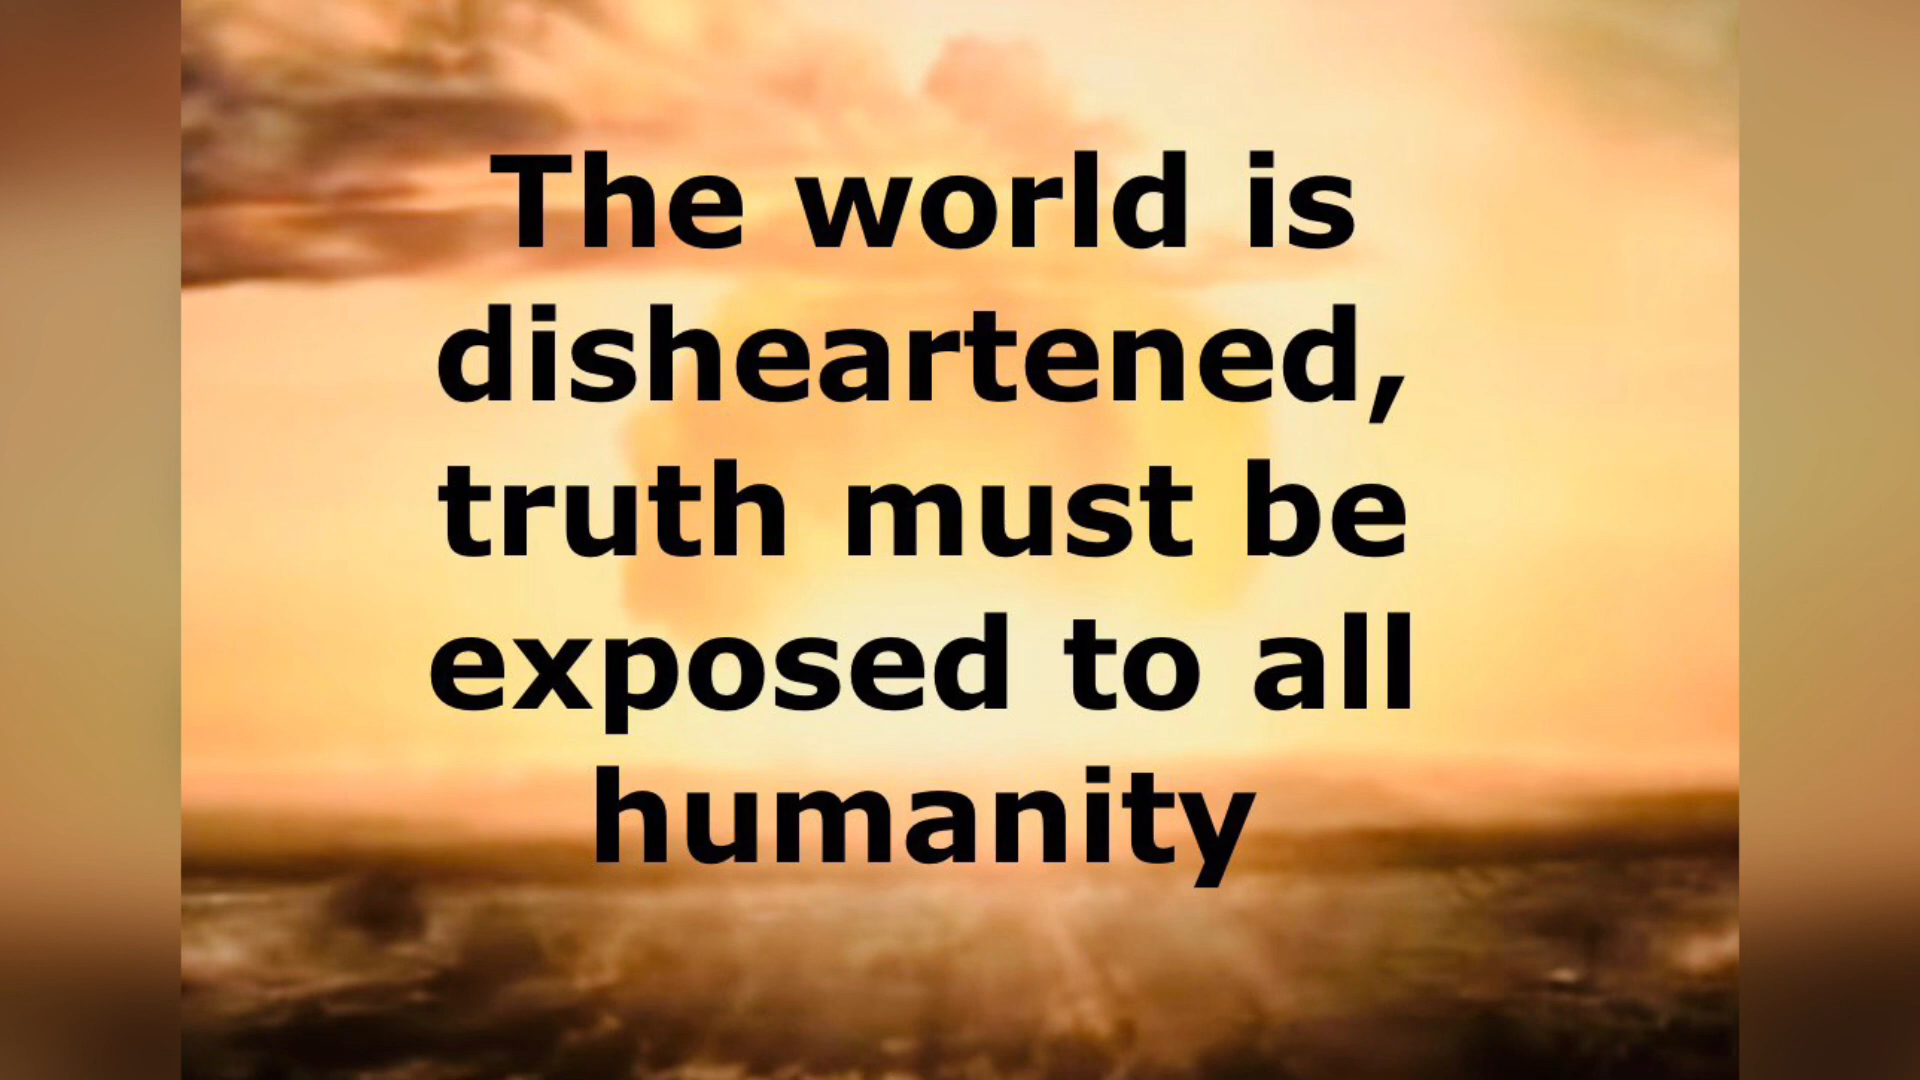 The world is
disheartened,
truth must be
exposed to all
humanity